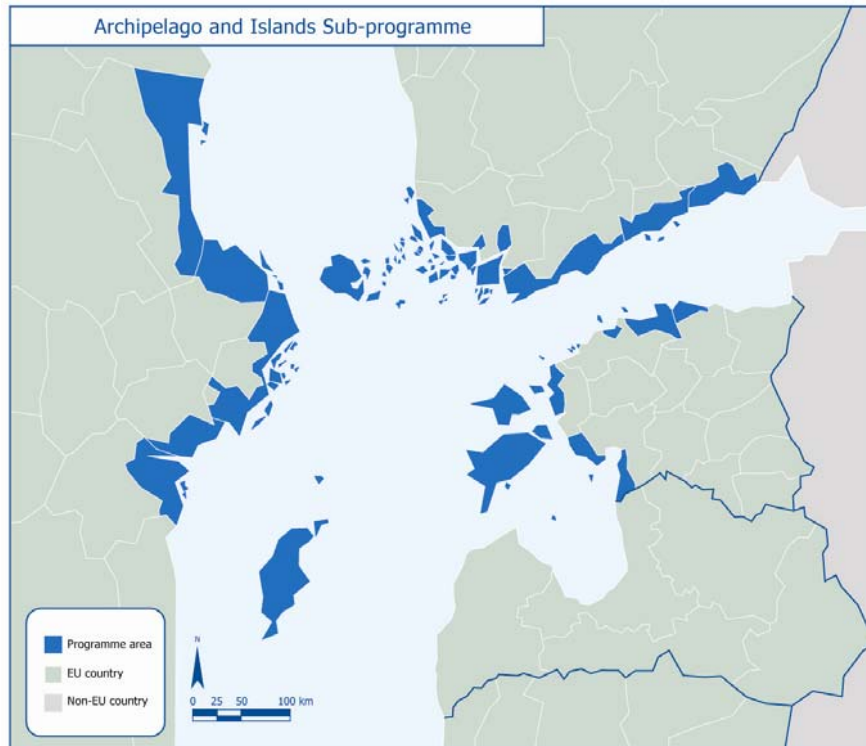 Archipelago and Islands Sub-programme
Programme area
EU country
Non-EU country
N
0 25 50 100 km